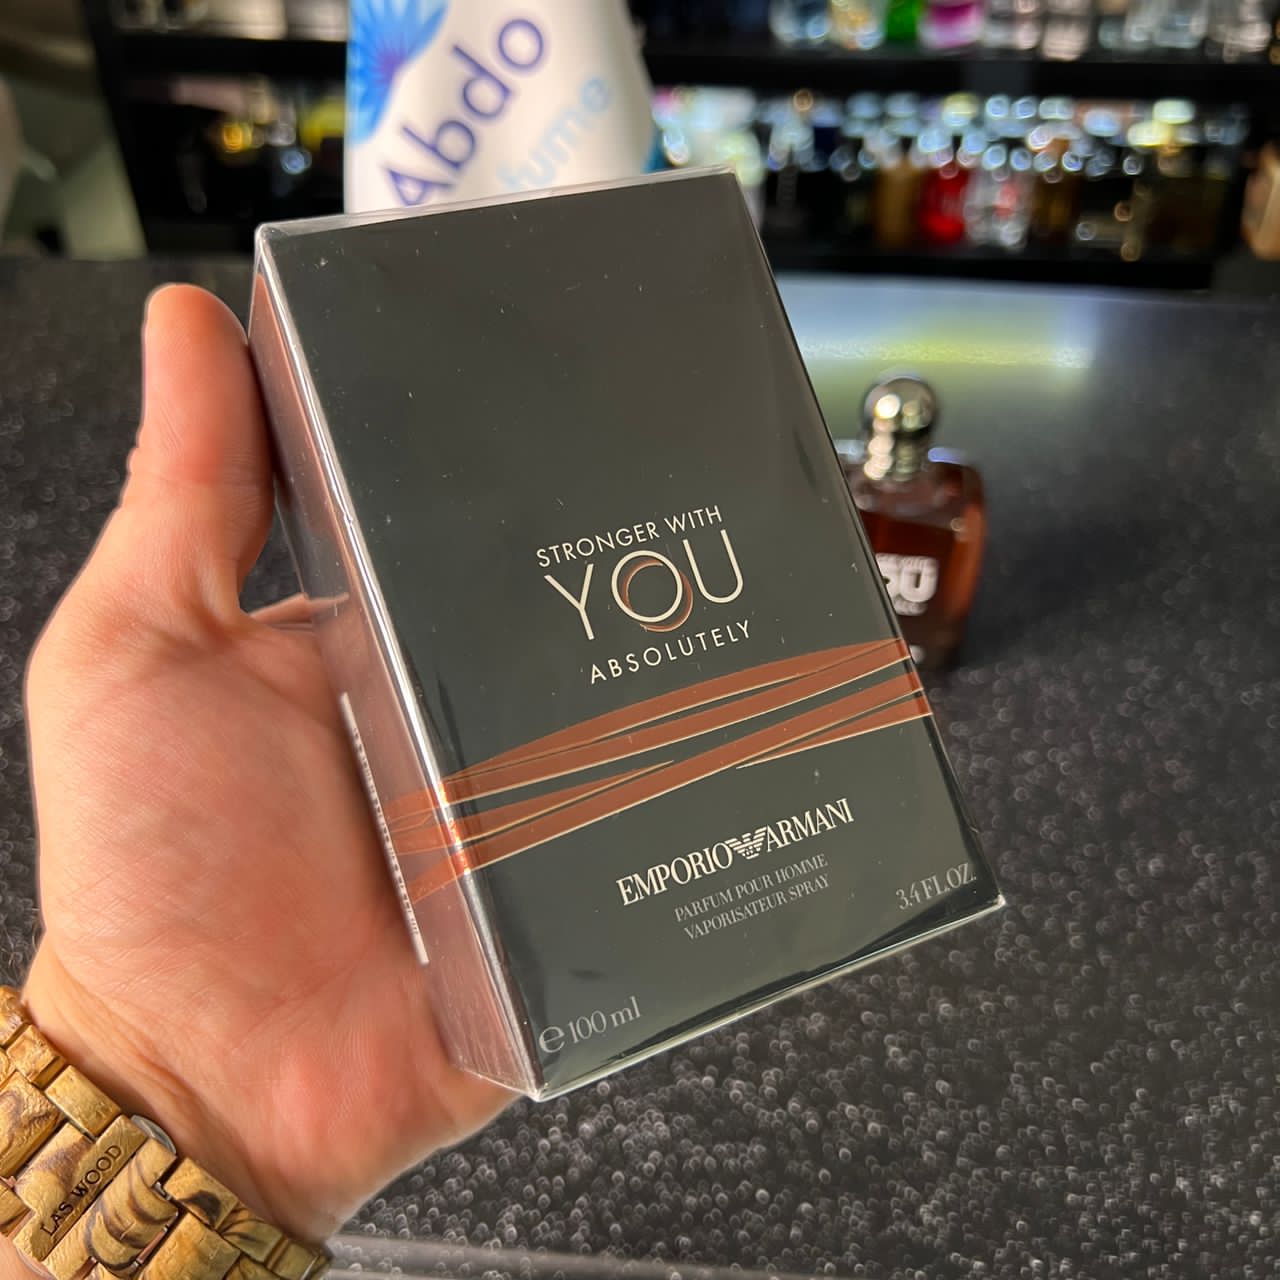 Abdo
STRONGER WITH
YOU
ABSOLUTELY
EMPORIO ARMANI
PARFUM POUR HOMME
VAPORISATEUR SPRAY
3.4 FL.OZ.
℮ 100 ml
LAS WOOD